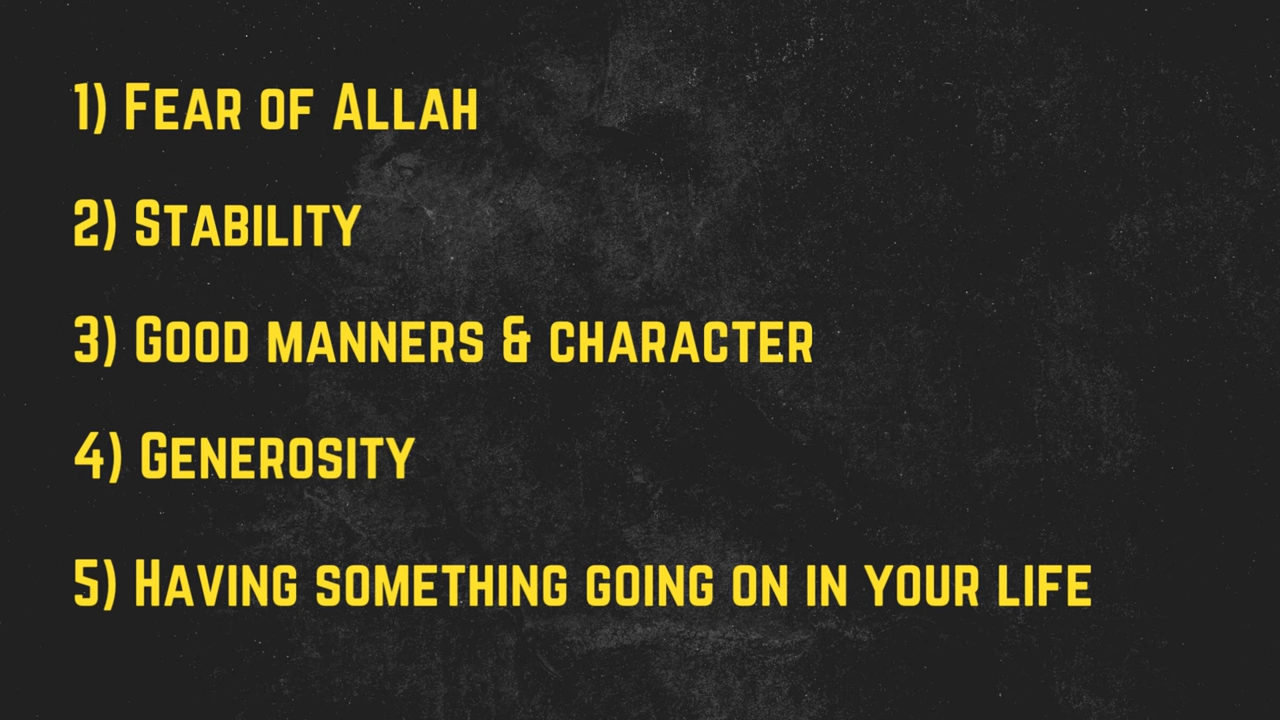 1) Fear of Allah
2) Stability
3) Good manners & character
4) Generosity
5) Having something going on in your life